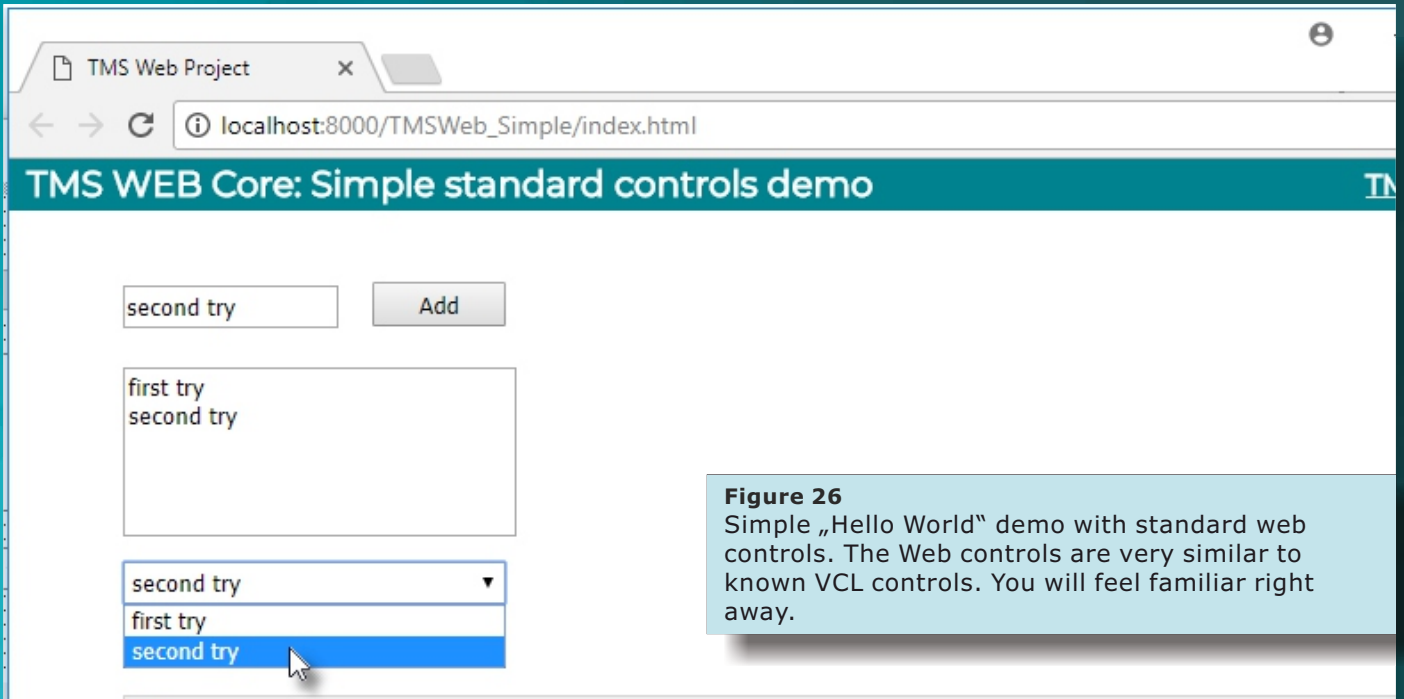 TMS Web Project
localhost:8000/TMSWeb_Simple/index.html
TMS WEB Core: Simple standard controls demo
second try
Add
first try
second try
second try
first try
second try
Figure 26
Simple „Hello World‟ demo with standard web
controls. The Web controls are very similar to
known VCL controls. You will feel familiar right
away.